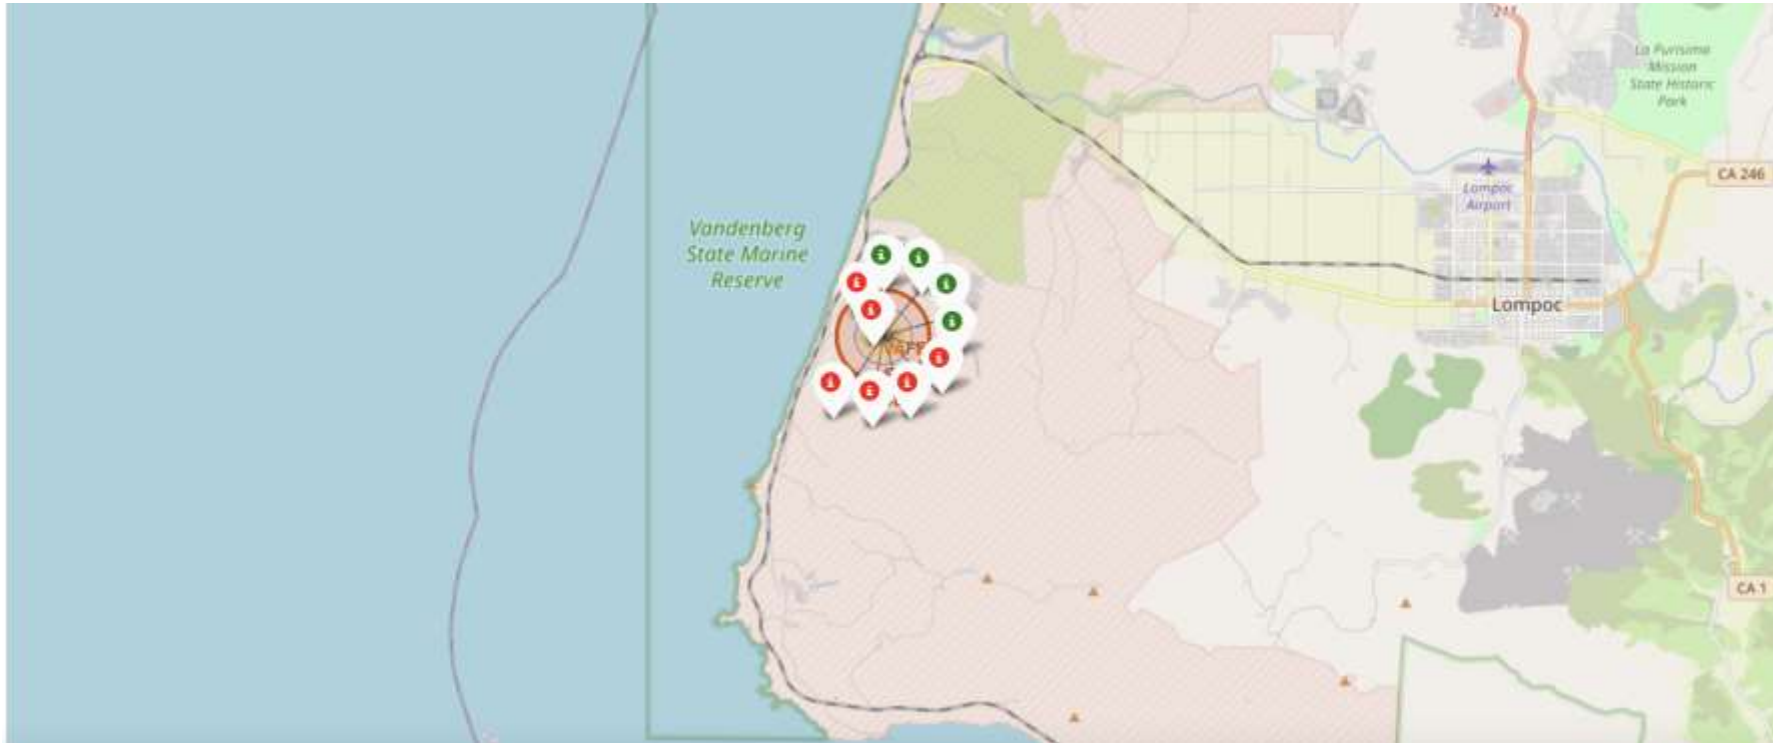 La Purisima
Mission
State Historic
Park
CA 246
Lompoc
Airport
Vandenberg
State Marine
Reserve
Lompoc
CA 1